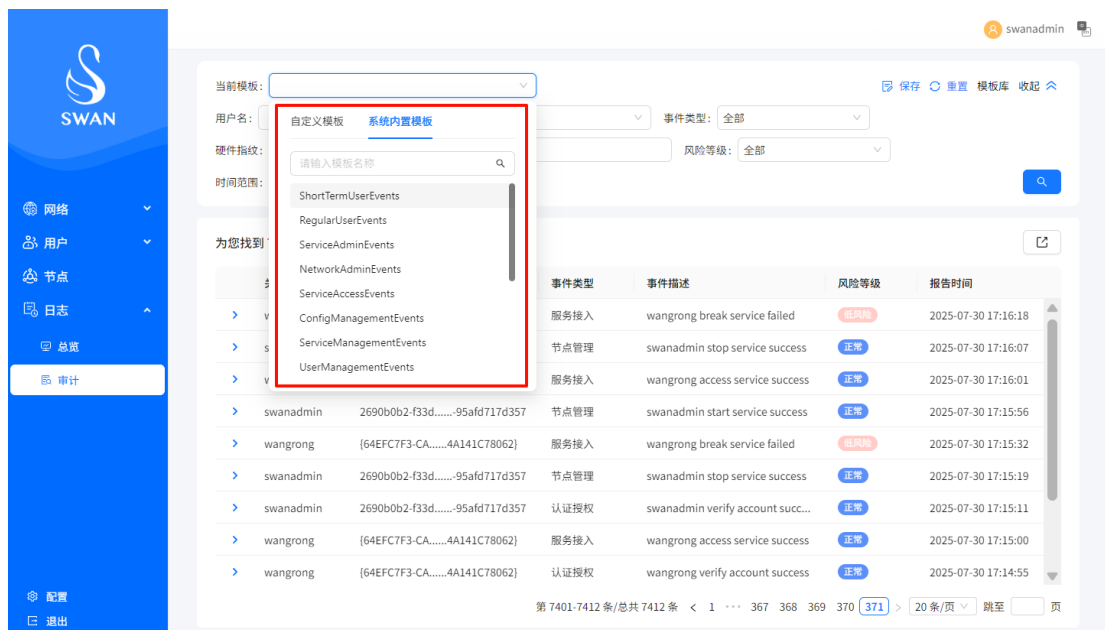 swanadmin
SWAN
网络
用户
节点
日志
总览
审计
配置
退出
当前模板:
保存 重置 模板库 收起
用户名: 事件类型: 全部
硬件指纹: 风险等级: 全部
时间范围:
自定义模板 系统内置模板
请输入模板名称
ShortTermUserEvents
RegularUserEvents
ServiceAdminEvents
NetworkAdminEvents
ServiceAccessEvents
ConfigManagementEvents
ServiceManagementEvents
UserManagementEvents
为您找到
事件类型 事件描述 风险等级 报告时间
服务接入 wangrong break service failed 低风险 2025-07-30 17:16:18
节点管理 swanadmin stop service success 正常 2025-07-30 17:16:07
服务接入 wangrong access service success 正常 2025-07-30 17:16:01
swanadmin 2690b0b2-f33d......-95afd717d357 节点管理 swanadmin start service success 正常 2025-07-30 17:15:56
wangrong {64EFC7F3-CA......4A141C78062} 服务接入 wangrong break service failed 低风险 2025-07-30 17:15:32
swanadmin 2690b0b2-f33d......-95afd717d357 节点管理 swanadmin stop service success 正常 2025-07-30 17:15:19
swanadmin 2690b0b2-f33d......-95afd717d357 认证授权 swanadmin verify account succ... 正常 2025-07-30 17:15:11
wangrong {64EFC7F3-CA......4A141C78062} 服务接入 wangrong access service success 正常 2025-07-30 17:15:00
wangrong {64EFC7F3-CA......4A141C78062} 认证授权 wangrong verify account success 正常 2025-07-30 17:14:55
第 7401-7412 条/总共 7412 条 < 1 ··· 367 368 369 370 371 > 20 条/页 跳至 页